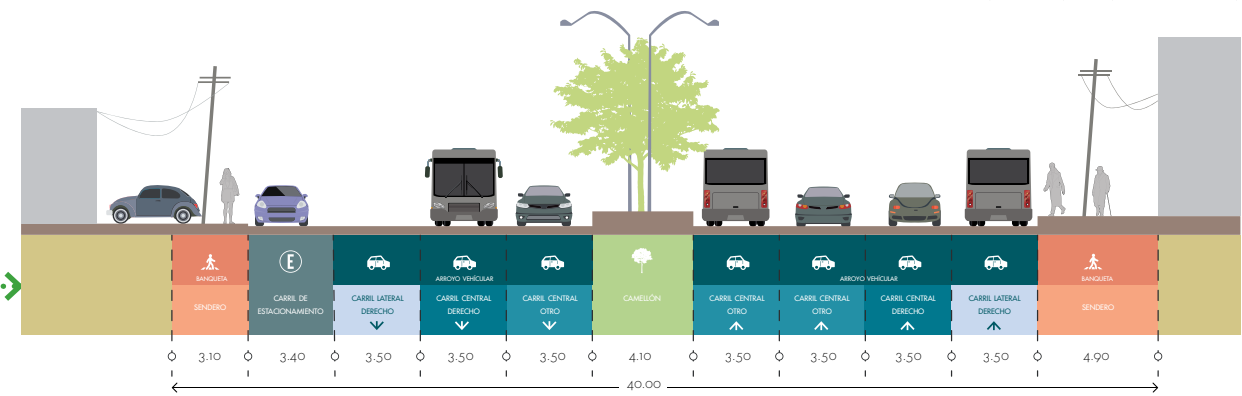 E
BANQUETA
SENDERO
CARRIL DE
ESTACIONAMIENTO
CARRIL LATERAL
DERECHO
ARROYO VEHÍCULAR
CARRIL CENTRAL
DERECHO
CARRIL CENTRAL
OTRO
CAMELLÓN
CARRIL CENTRAL
OTRO
CARRIL CENTRAL
OTRO
ARROYO VEHÍCULAR
CARRIL CENTRAL
DERECHO
CARRIL LATERAL
DERECHO
BANQUETA
SENDERO
3.10
3.40
3.50
3.50
3.50
4.10
3.50
3.50
3.50
3.50
4.90
40.00